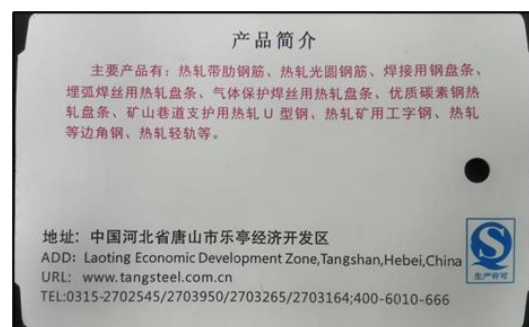 产品简介
主要产品有：热轧带肋钢筋、热轧光圆钢筋、焊接用钢盘条、
埋弧焊丝用热轧盘条、气体保护焊丝用热轧盘条、优质碳素钢热
轧盘条、矿山巷道支护用热轧U型钢、热轧矿用工字钢、热轧
等边角钢、热轧轻轨等。
地址：中国河北省唐山市乐亭经济开发区
ADD: Laoting Economic Development Zone,Tangshan,Hebei,China
URL: www.tangsteel.com.cn
TEL:0315-2702545/2703950/2703265/2703164;400-6010-666
生产许可